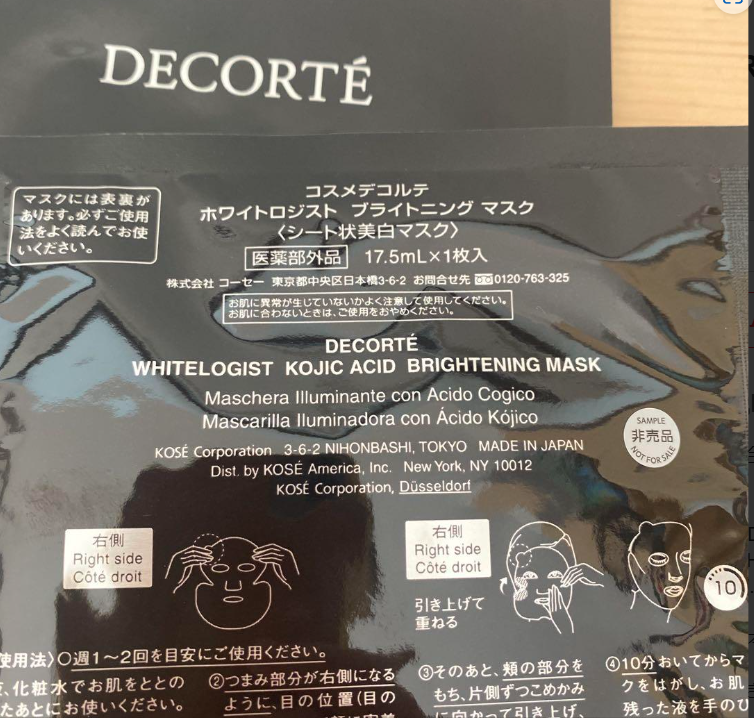 DECORTÉ
マスクには表裏が
あります。必ずご使用
法をよく読んでお使
いください。
コスメデコルテ
ホワイトロジスト ブライトニング マスク
〈シート状美白マスク〉
医薬部外品 17.5mL×1枚入
株式会社 コーセー 東京都中央区日本橋3-6-2 お問合せ先 0120-763-325
お肌に異常が生じていないかよく注意して使用してください。
お肌に合わないときは、ご使用をおやめください。
DECORTÉ
WHITELOGIST KOJIC ACID BRIGHTENING MASK
Maschera Illuminante con Acido Cogico
Mascarilla Iluminadora con Ácido Kójico
SAMPLE
非売品
NOT FOR SALE
KOSÉ Corporation 3-6-2 NIHONBASHI, TOKYO MADE IN JAPAN
Dist. by KOSÉ America, Inc. New York, NY 10012
KOSÉ Corporation, Düsseldorf
右側
Right side
Côté droit
右側
Right side
Côté droit
引き上げて
重ねる
10
使用法〉○週1〜2回を目安にご使用ください。
、化粧水でお肌をととの
たあとにお使いください。
②つまみ部分が右側になる
ように、目の位置(目の
③そのあと、頬の部分を
もち、片側ずつこめかみ
に向かって引き上げ、
④10分おいてからマ
クをはがし、お肌
残った液を手のひ